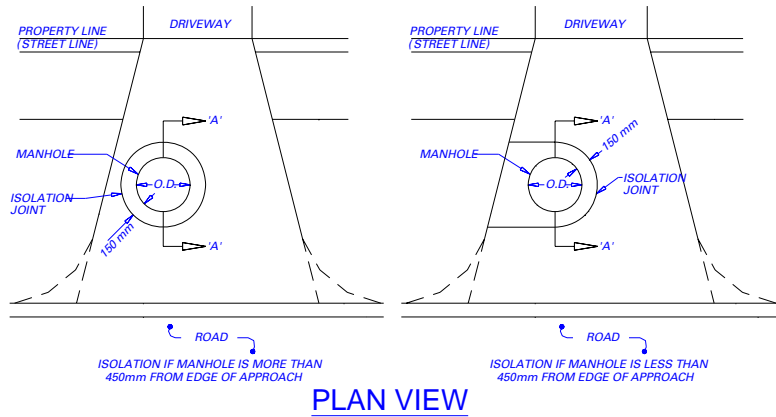 DRIVEWAY
PROPERTY LINE
(STREET LINE)
'A'
MANHOLE
O.D.
ISOLATION
JOINT
150 mm
'A'
ROAD
ISOLATION IF MANHOLE IS MORE THAN
450mm FROM EDGE OF APPROACH
DRIVEWAY
PROPERTY LINE
(STREET LINE)
'A'
150 mm
MANHOLE
O.D.
ISOLATION
JOINT
'A'
ROAD
ISOLATION IF MANHOLE IS LESS THAN
450mm FROM EDGE OF APPROACH
PLAN VIEW